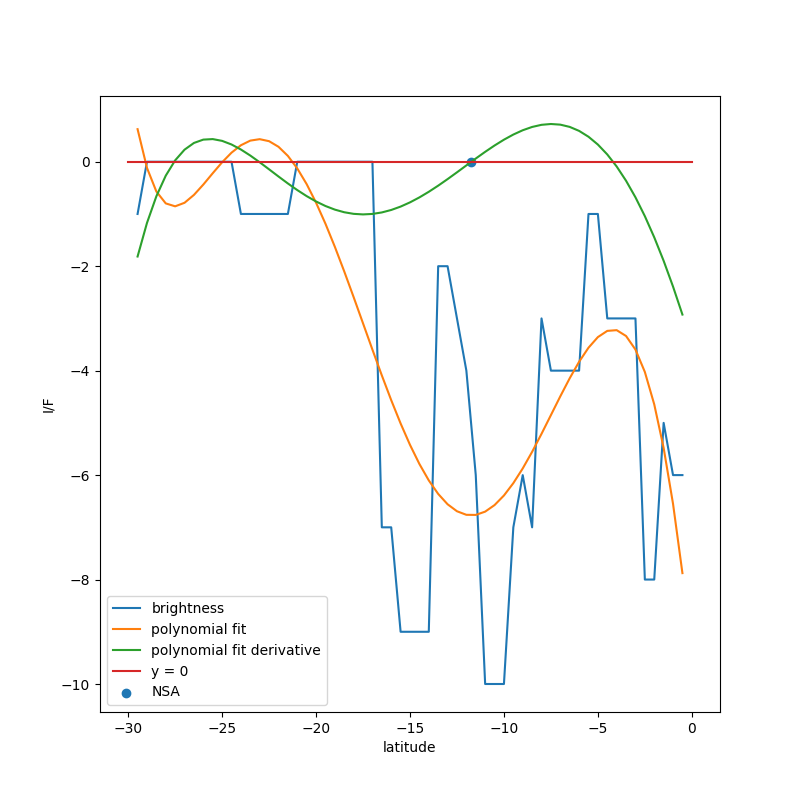 0
−2
−4
−6
−8
−10
I/F
brightness
polynomial fit
polynomial fit derivative
y = 0
NSA
−30 −25 −20 −15 −10 −5 0
latitude